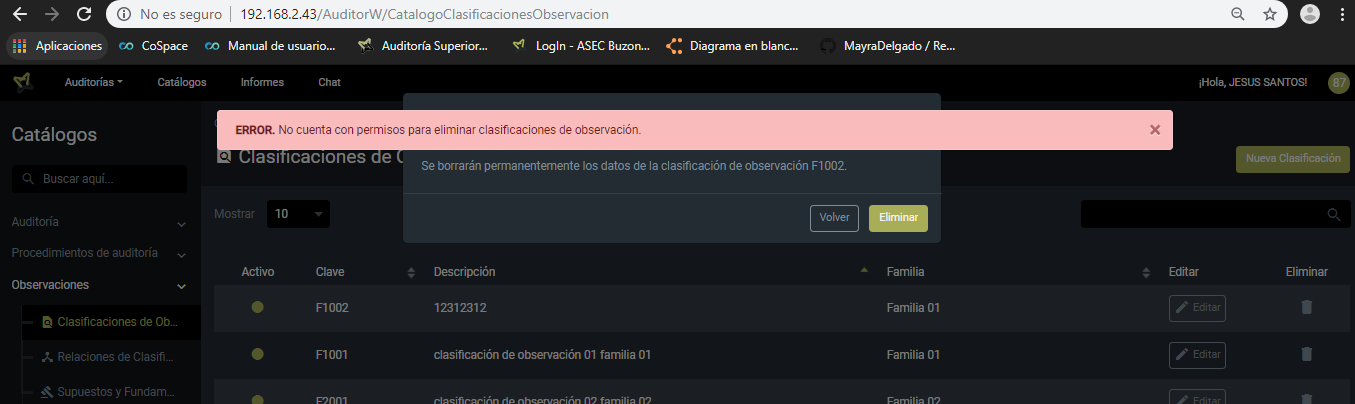 No es seguro | 192.168.2.43/AuditorW/CatalogoClasificacionesObservacion
Aplicaciones CoSpace Manual de usuario... Auditoría Superior... LogIn - ASEC Buzon... Diagrama en blanc... MayraDelgado / Re...
Auditorías Catálogos Informes Chat ¡Hola, JESUS SANTOS! 87
ERROR. No cuenta con permisos para eliminar clasificaciones de observación. ×
Catálogos
Clasificaciones de O
Nueva Clasificación
Se borrarán permanentemente los datos de la clasificación de observación F1002.
Buscar aquí...
Mostrar 10
Volver Eliminar
Auditoría
Procedimientos de auditoría
Observaciones
Clasificaciones de Ob...
Relaciones de Clasifi...
Supuestos y Fundam...
Activo Clave Descripción Familia Editar Eliminar
F1002 12312312 Familia 01 Editar
F1001 clasificación de observación 01 familia 01 Familia 01 Editar
F2001 clasificación de observación 02 familia 02 Familia 02 Editar